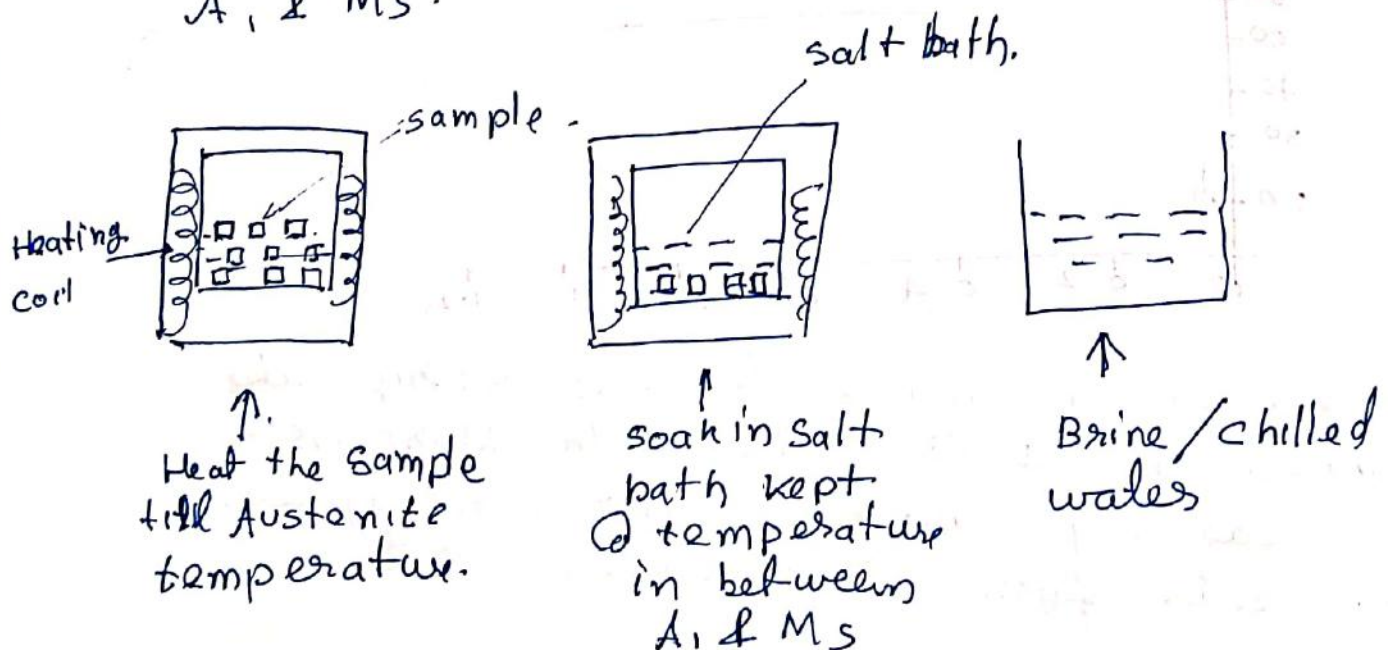 A, & Ms.
salt bath.
sample
Heating
coil
Heat the sample
till Austenite
temperature.
soak in salt
bath kept
@ temperature
in between
A, & Ms
Brine/chilled
water